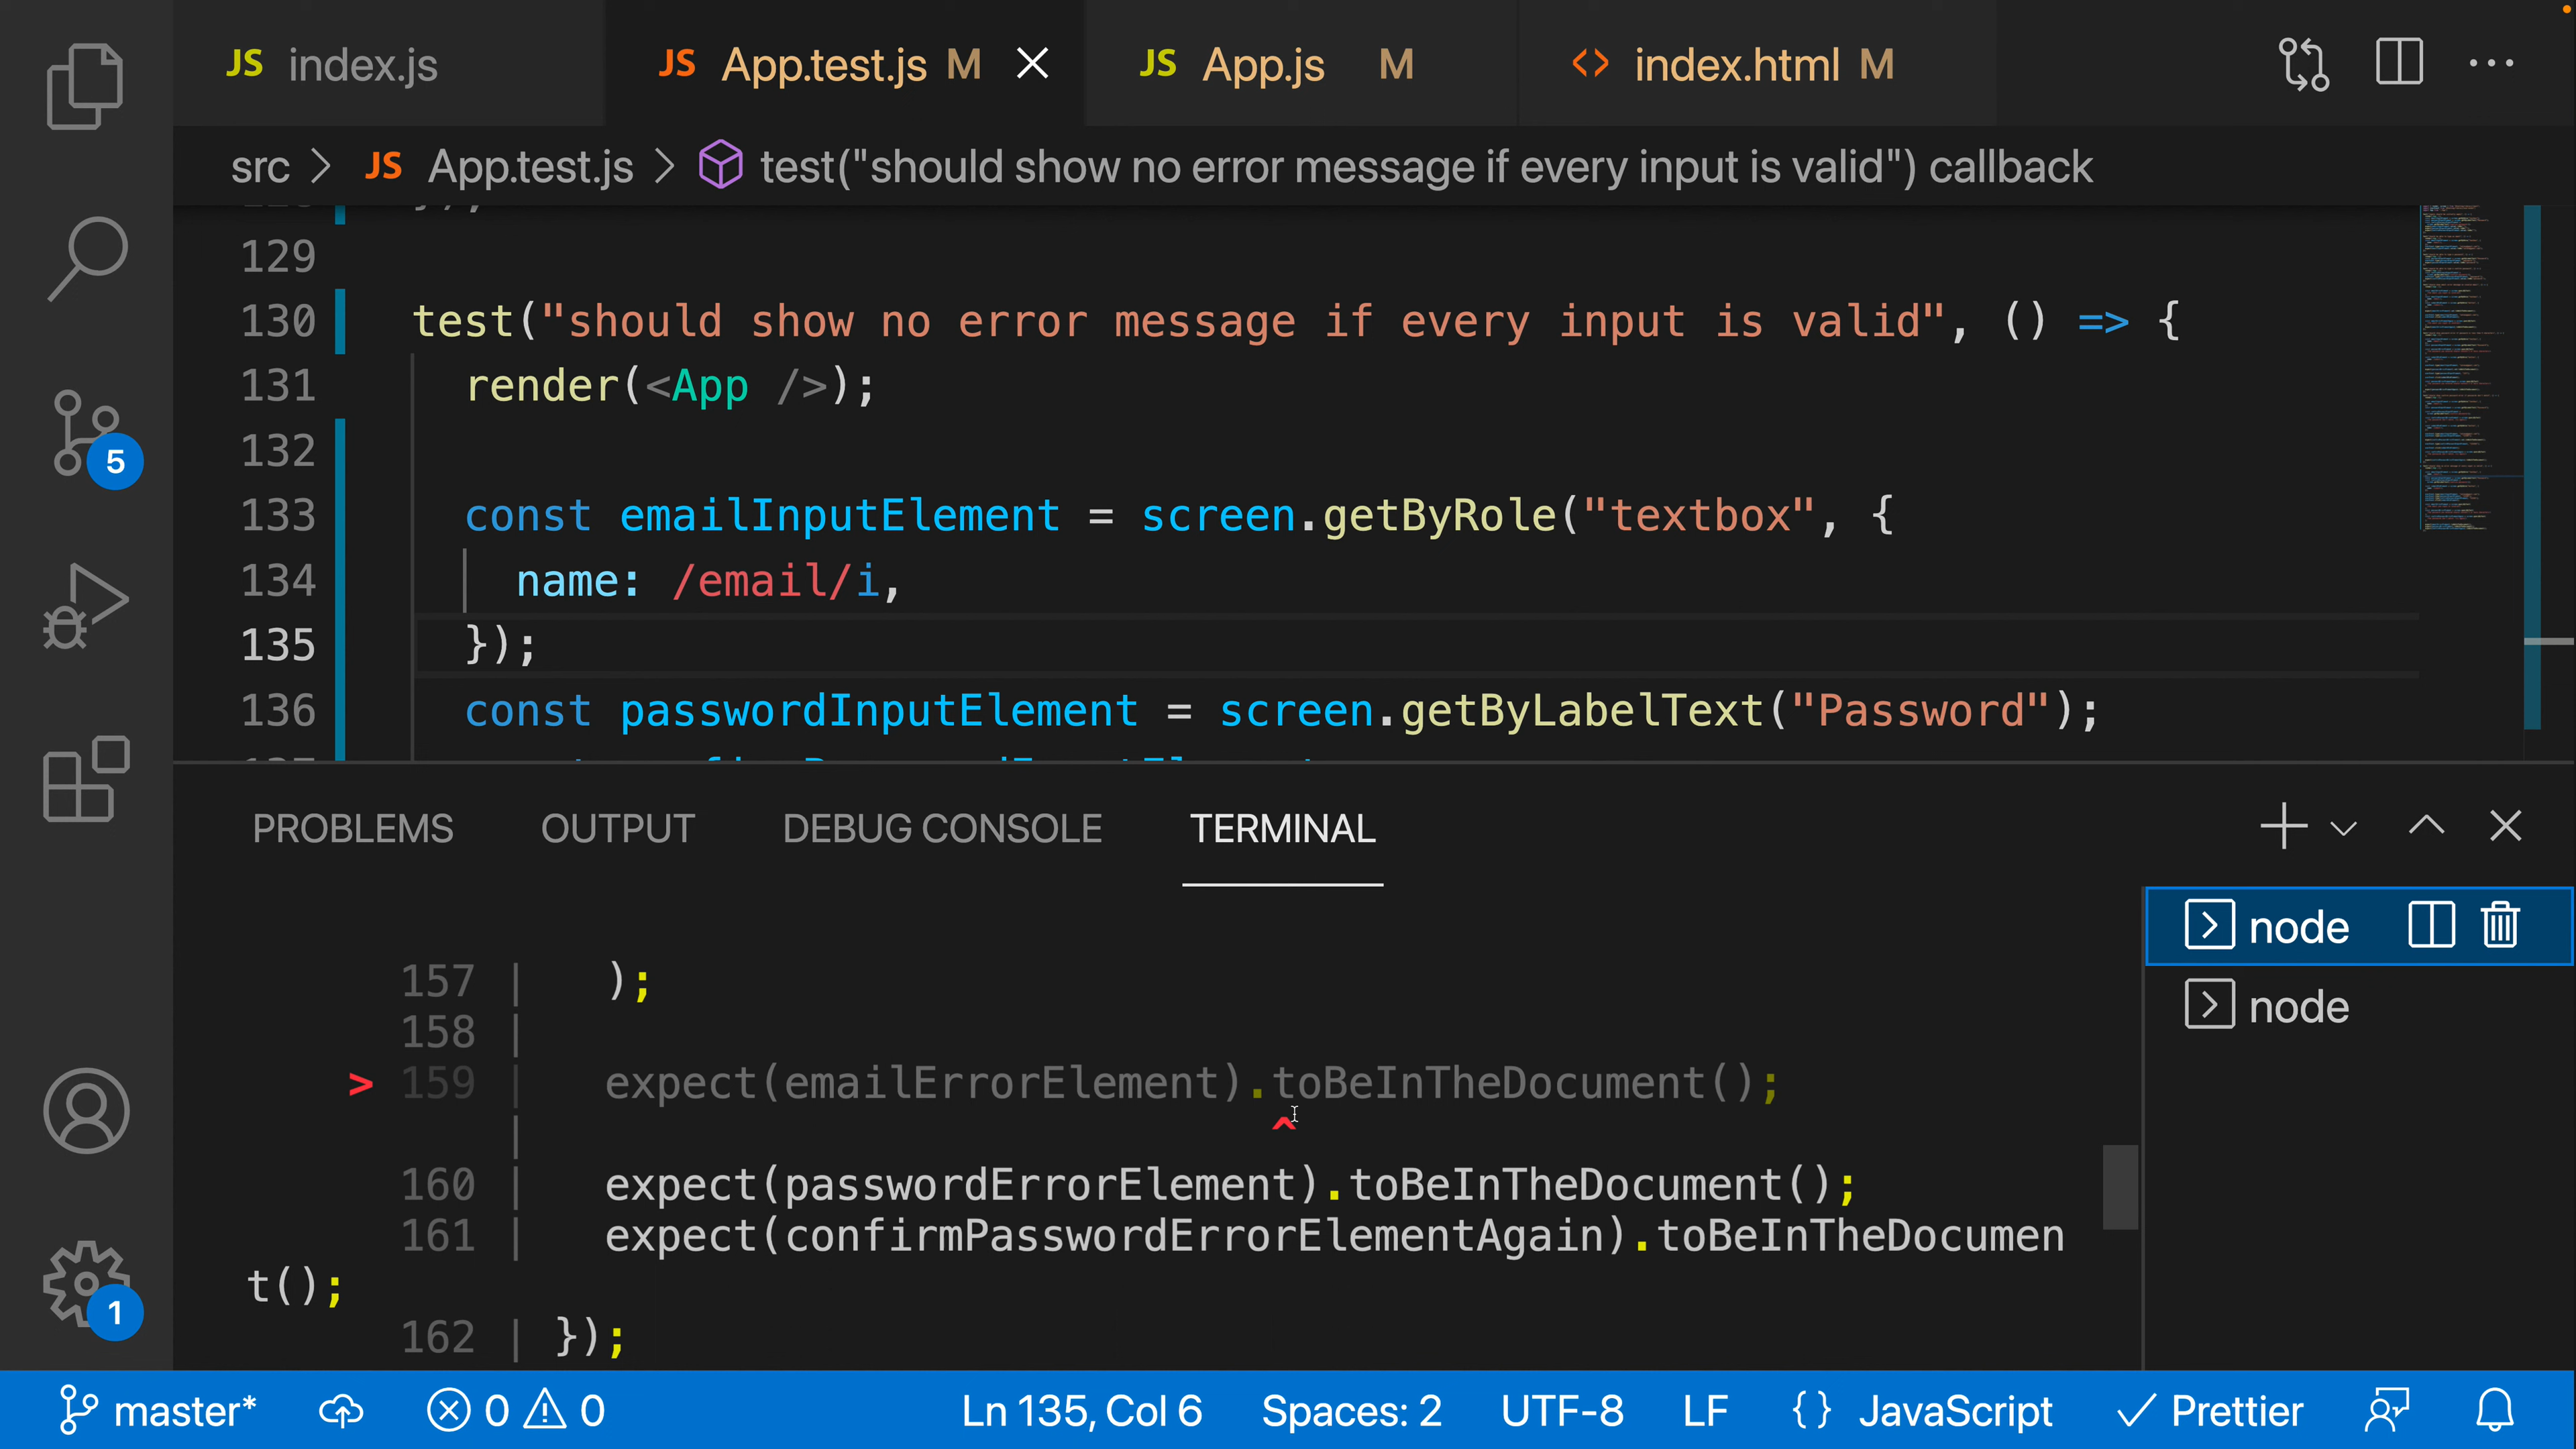 JS index.js
JS App.test.js M
JS App.js M
<> index.html M
src > JS App.test.js > test("should show no error message if every input is valid") callback
129
130 test("should show no error message if every input is valid", () => {
131 render(<App />);
132
133 const emailInputElement = screen.getByRole("textbox", {
134 name: /email/i,
135 });
136 const passwordInputElement = screen.getByLabelText("Password");
PROBLEMS OUTPUT DEBUG CONSOLE TERMINAL
157 | );
158 |
> 159 | expect(emailErrorElement).toBeInTheDocument();
| ^
160 | expect(passwordErrorElement).toBeInTheDocument();
161 | expect(confirmPasswordErrorElementAgain).toBeInTheDocumen
t();
162 | });
node
node
5
1
master* 0 0 Ln 135, Col 6 Spaces: 2 UTF-8 LF {} JavaScript Prettier